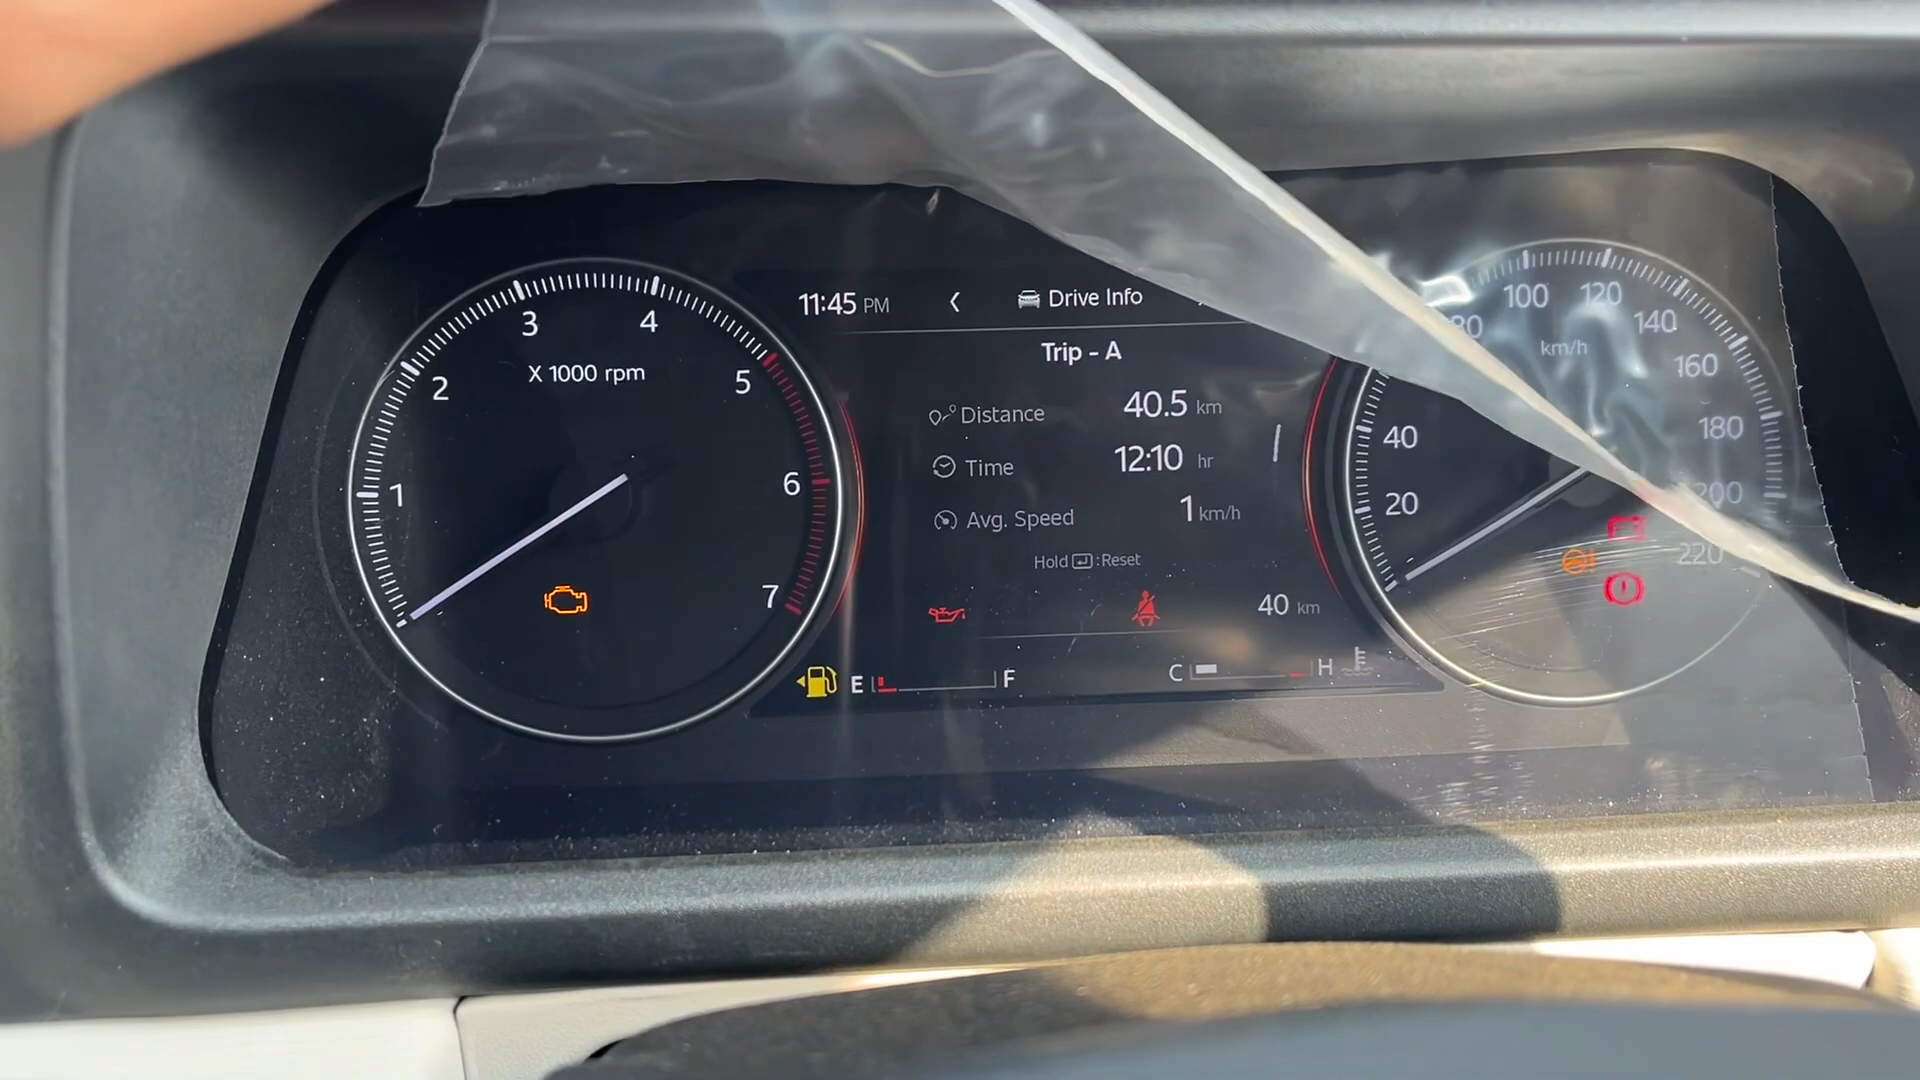 11:45 PM
Drive Info
Trip - A
Distance 40.5 km
Time 12:10 hr
Avg. Speed 1 km/h
Hold :Reset
40 km
E F
C H
1
2
3
4
5
6
7
X 1000 rpm
20
40
80
100
120
140
160
180
200
220
km/h